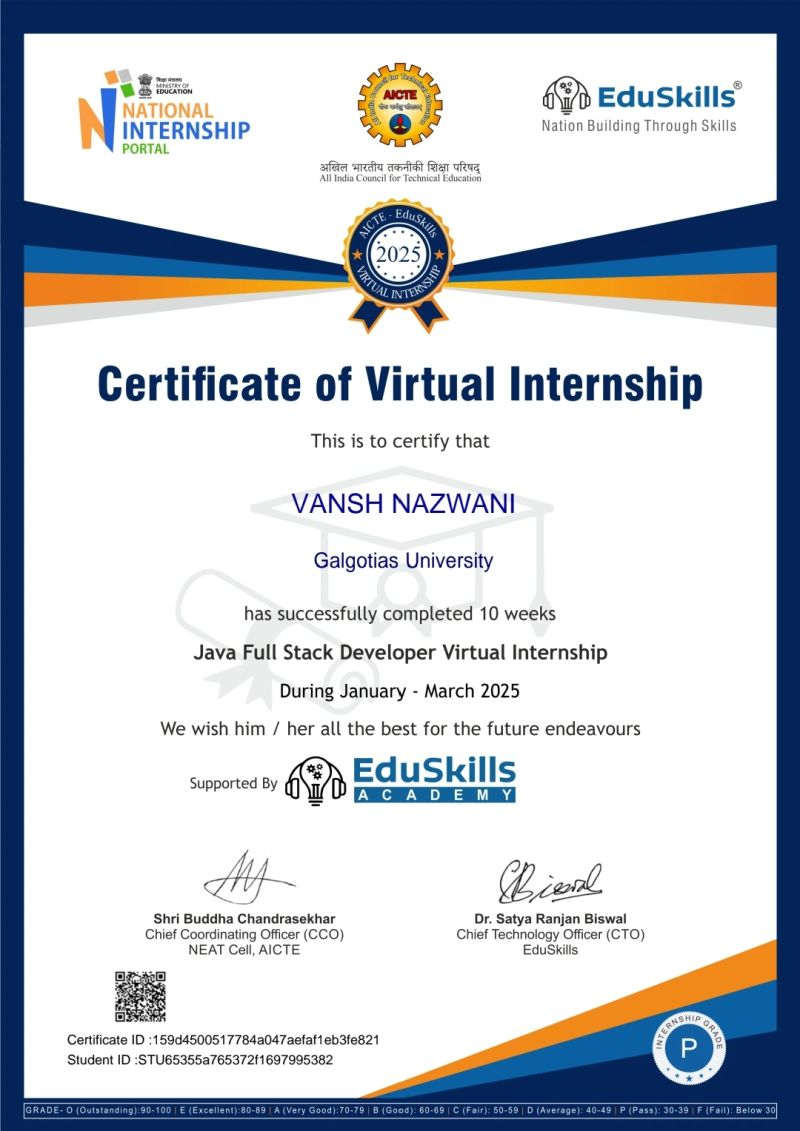 शिक्षा मंत्रालय
MINISTRY OF
EDUCATION
NATIONAL
INTERNSHIP
PORTAL
All India Council for Technical Education
AICTE
अखिल भारतीय तकनीकी शिक्षा परिषद्
All India Council for Technical Education
EduSkills®
Nation Building Through Skills
AICTE - EduSkills
2025
VIRTUAL INTERNSHIP
Certificate of Virtual Internship
This is to certify that
VANSH NAZWANI
Galgotias University
has successfully completed 10 weeks
Java Full Stack Developer Virtual Internship
During January - March 2025
We wish him / her all the best for the future endeavours
Supported By
EduSkills
ACADEMY
Shri Buddha Chandrasekhar
Chief Coordinating Officer (CCO)
NEAT Cell, AICTE
Dr. Satya Ranjan Biswal
Chief Technology Officer (CTO)
EduSkills
Certificate ID :159d4500517784a047aefaf1eb3fe821
Student ID :STU65355a765372f1697995382
INTERNSHIP GRADE
P
GRADE- O (Outstanding):90-100 | E (Excellent):80-89 | A (Very Good):70-79 | B (Good): 60-69 | C (Fair): 50-59 | D (Average): 40-49 | P (Pass): 30-39 | F (Fail): Below 30